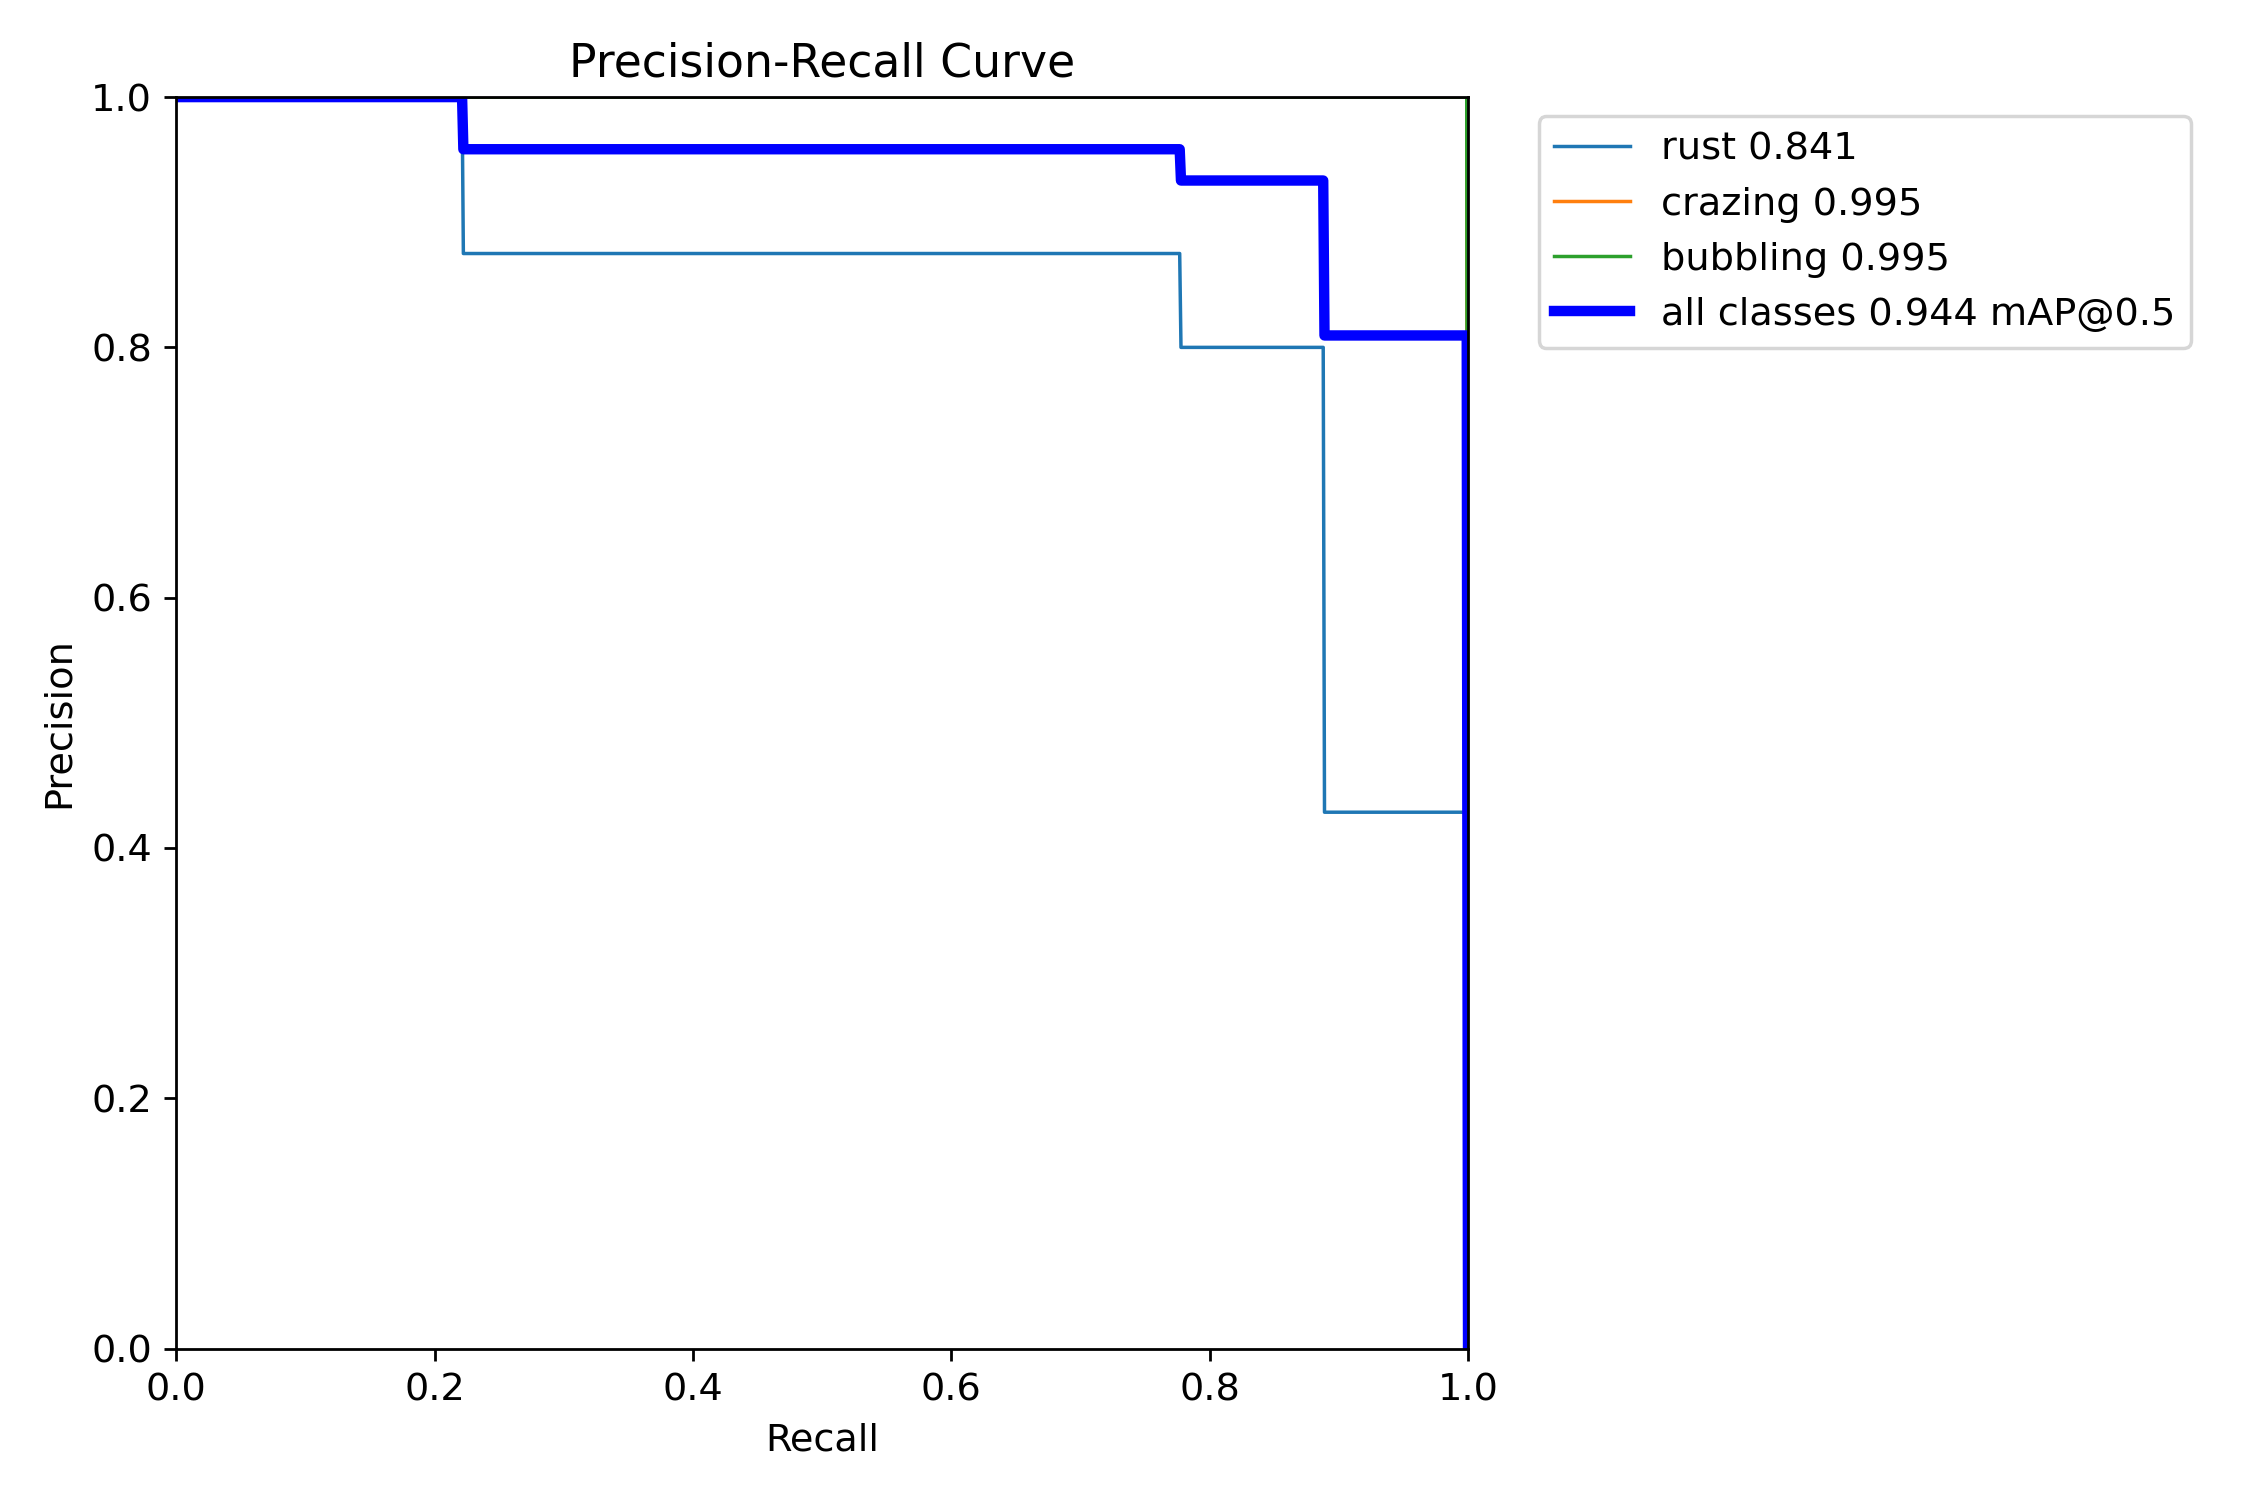 Precision-Recall Curve
1.0
0.8
0.6
0.4
0.2
0.0
Precision
0.0 0.2 0.4 0.6 0.8 1.0
Recall
rust 0.841
crazing 0.995
bubbling 0.995
all classes 0.944 mAP@0.5